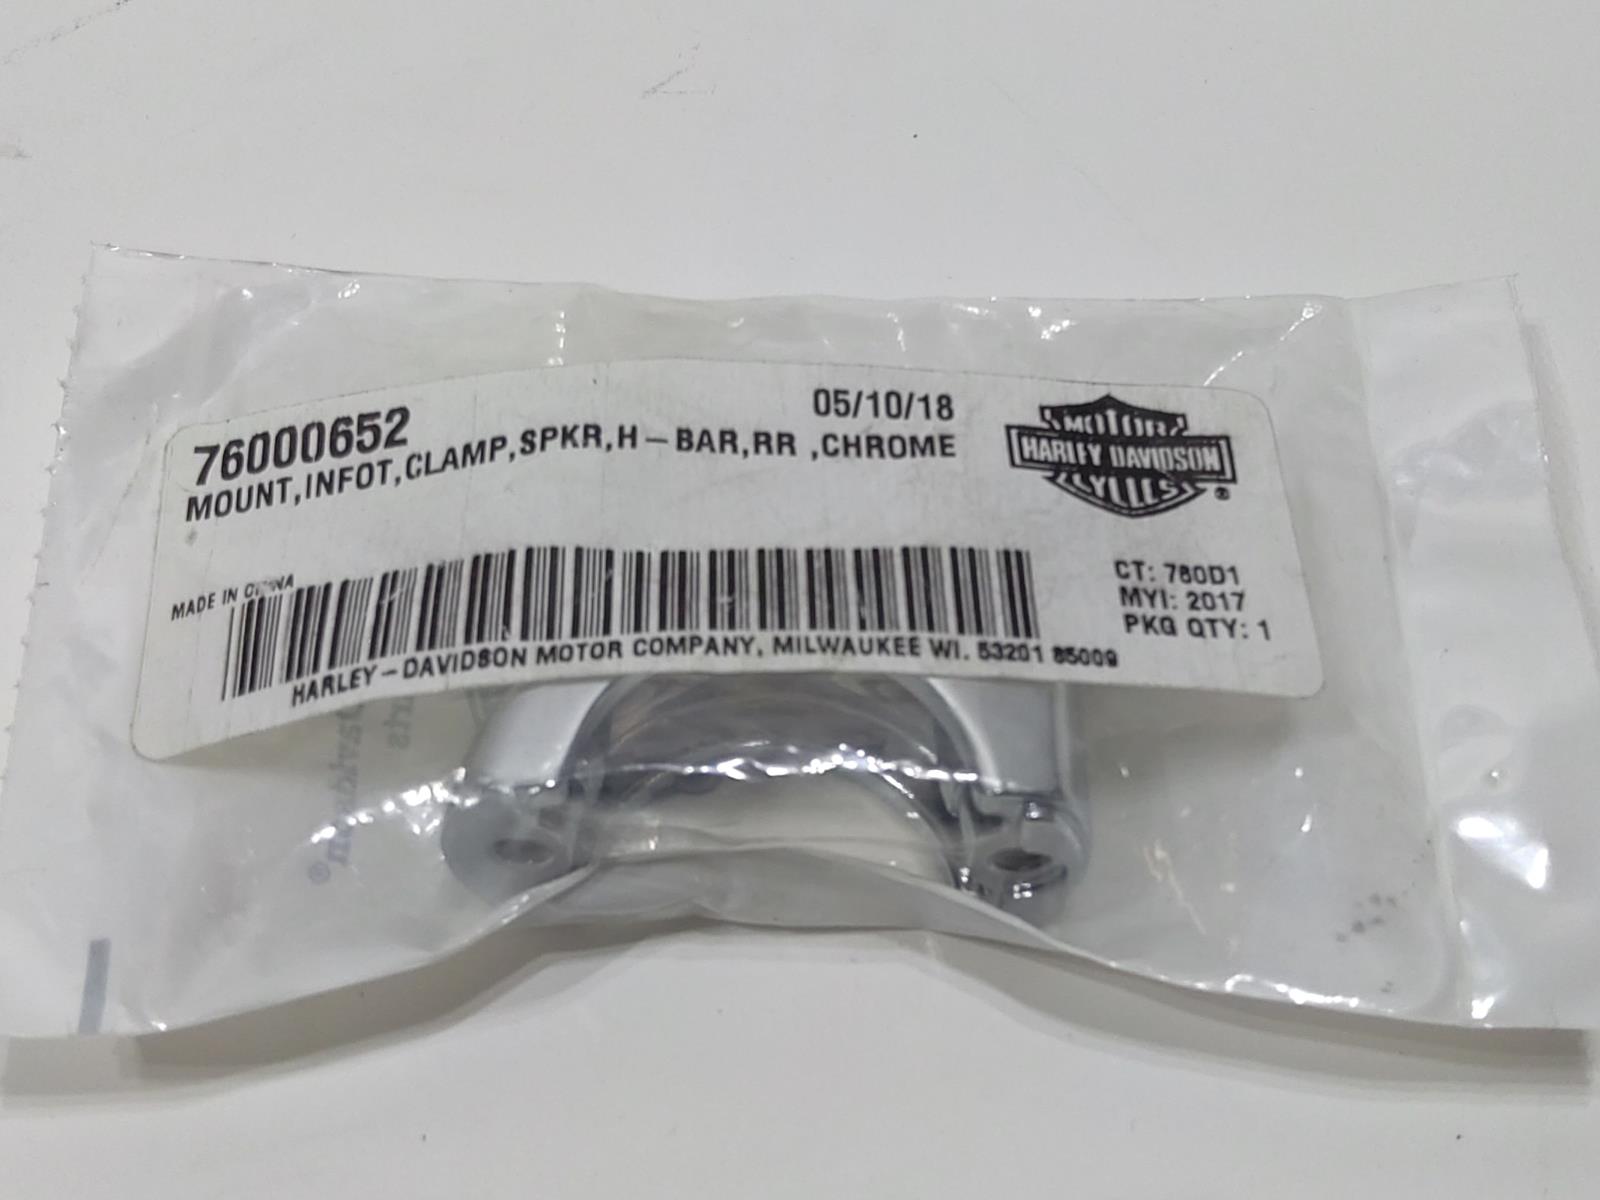 76000652
05/10/18
MOUNT,INFOT,CLAMP,SPKR,H-BAR,RR ,CHROME
MOTOR
HARLEY-DAVIDSON
CYCLES
®
MADE IN CHINA
CT: 780D1
MYI: 2017
PKG QTY: 1
HARLEY-DAVIDSON MOTOR COMPANY, MILWAUKEE WI. 53201 85009